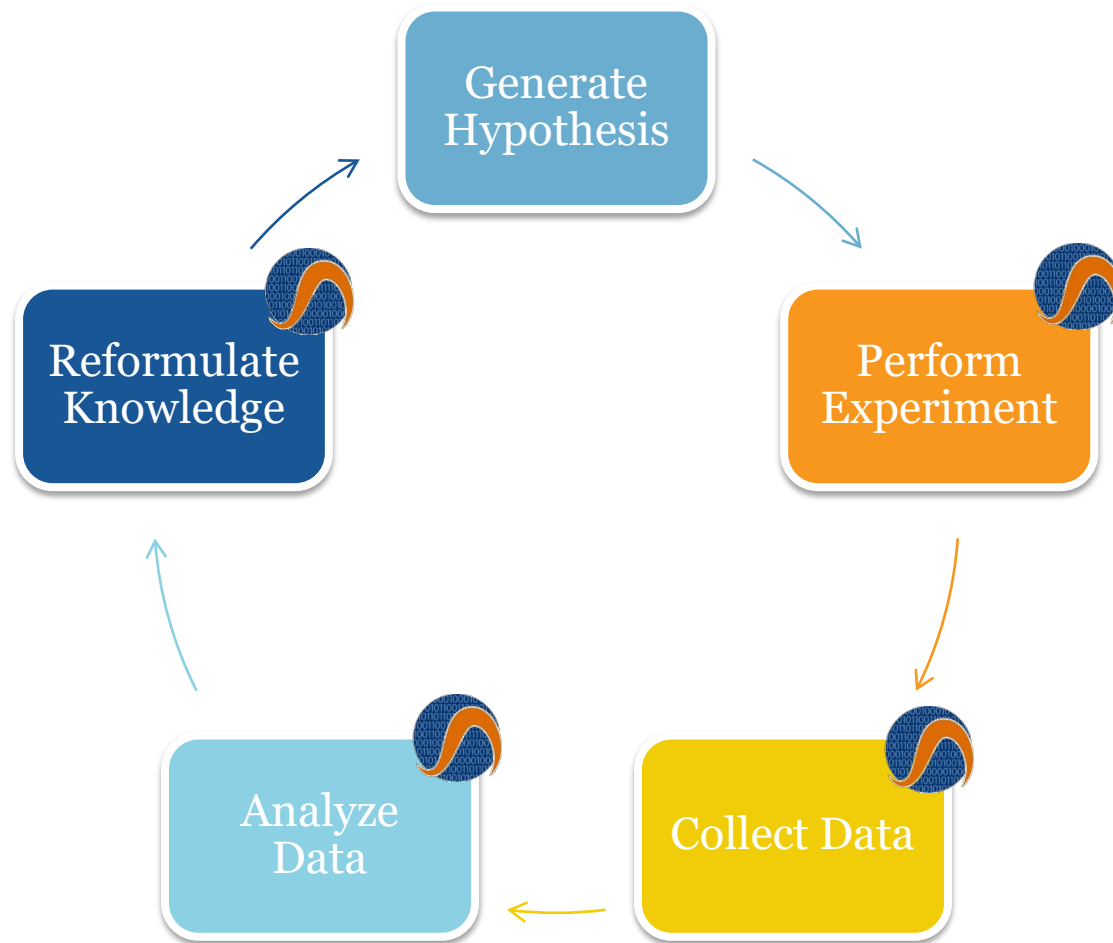 Generate
Hypothesis
Perform
Experiment
Collect Data
Analyze
Data
Reformulate
Knowledge